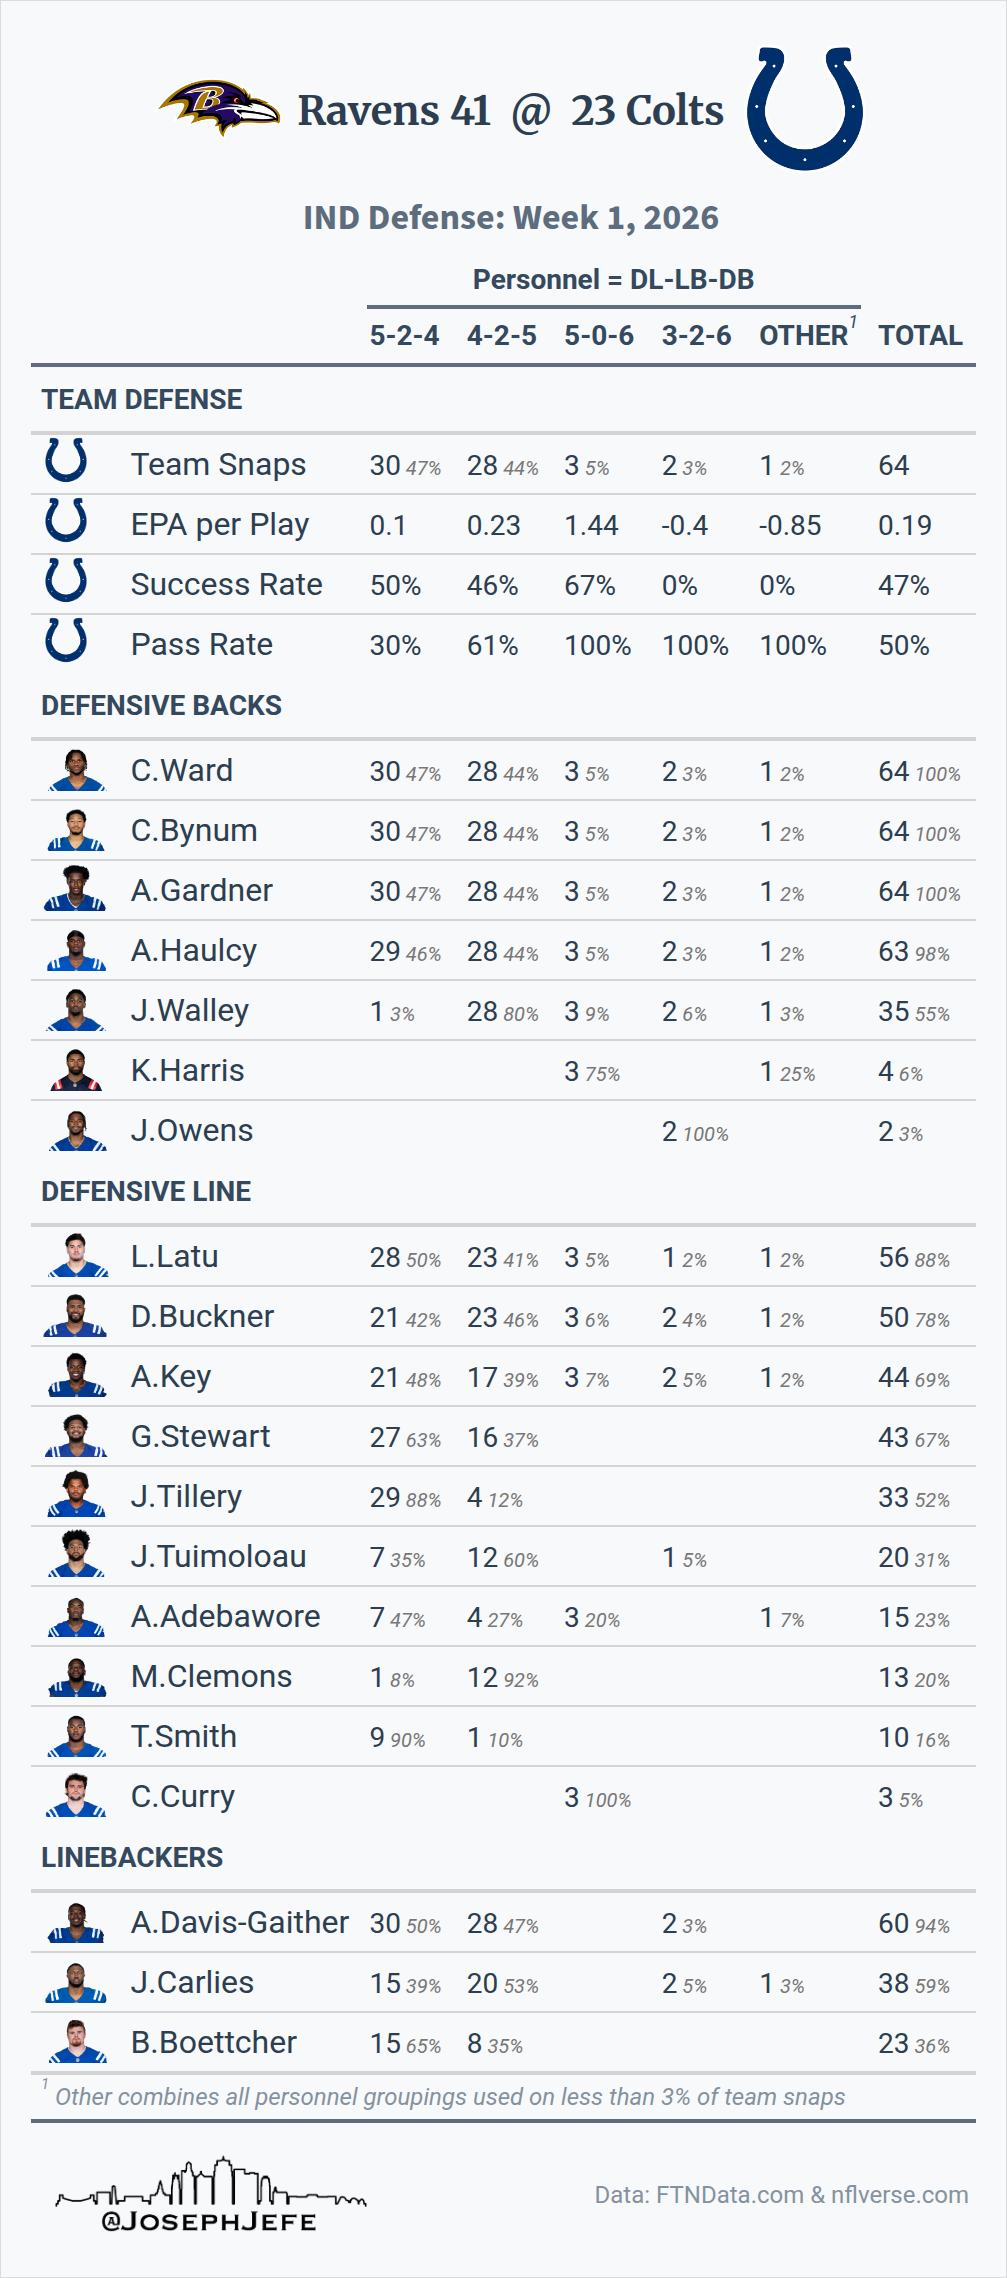 Ravens 41 @ 23 Colts
IND Defense: Week 1, 2026
Personnel = DL-LB-DB
5-2-4 4-2-5 5-0-6 3-2-6 OTHER1 TOTAL
TEAM DEFENSE
Team Snaps 30 47% 28 44% 3 5% 2 3% 1 2% 64
EPA per Play 0.1 0.23 1.44 -0.4 -0.85 0.19
Success Rate 50% 46% 67% 0% 0% 47%
Pass Rate 30% 61% 100% 100% 100% 50%
DEFENSIVE BACKS
C.Ward 30 47% 28 44% 3 5% 2 3% 1 2% 64 100%
C.Bynum 30 47% 28 44% 3 5% 2 3% 1 2% 64 100%
A.Gardner 30 47% 28 44% 3 5% 2 3% 1 2% 64 100%
A.Haulcy 29 46% 28 44% 3 5% 2 3% 1 2% 63 98%
J.Walley 1 3% 28 80% 3 9% 2 6% 1 3% 35 55%
K.Harris 3 75% 1 25% 4 6%
J.Owens 2 100% 2 3%
DEFENSIVE LINE
L.Latu 28 50% 23 41% 3 5% 1 2% 1 2% 56 88%
D.Buckner 21 42% 23 46% 3 6% 2 4% 1 2% 50 78%
A.Key 21 48% 17 39% 3 7% 2 5% 1 2% 44 69%
G.Stewart 27 63% 16 37% 43 67%
J.Tillery 29 88% 4 12% 33 52%
J.Tuimoloau 7 35% 12 60% 1 5% 20 31%
A.Adebawore 7 47% 4 27% 3 20% 1 7% 15 23%
M.Clemons 1 8% 12 92% 13 20%
T.Smith 9 90% 1 10% 10 16%
C.Curry 3 100% 3 5%
LINEBACKERS
A.Davis-Gaither 30 50% 28 47% 2 3% 60 94%
J.Carlies 15 39% 20 53% 2 5% 1 3% 38 59%
B.Boettcher 15 65% 8 35% 23 36%
1 Other combines all personnel groupings used on less than 3% of team snaps
@JOSEPHJEFE
Data: FTNData.com & nflverse.com